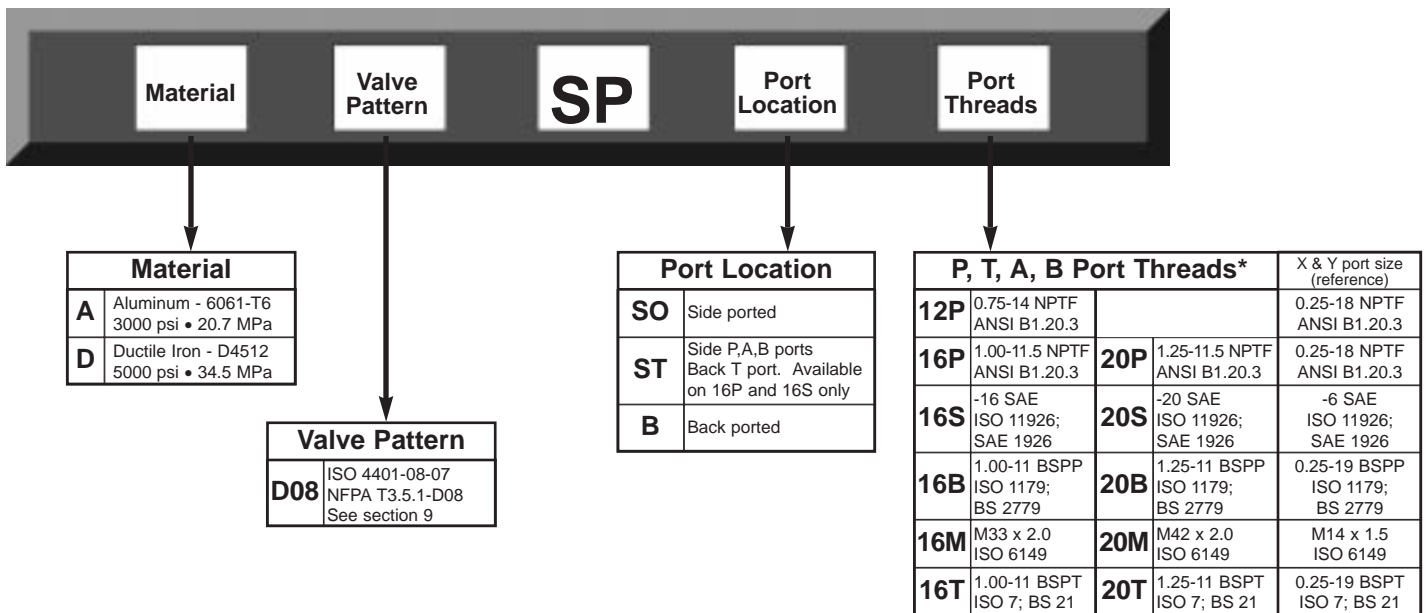 Material
Valve
Pattern
SP
Port
Location
Port
Threads
Material
A
Aluminum - 6061-T6
3000 psi • 20.7 MPa
D
Ductile Iron - D4512
5000 psi • 34.5 MPa
Valve Pattern
D08
ISO 4401-08-07
NFPA T3.5.1-D08
See section 9
Port Location
SO
Side ported
ST
Side P,A,B ports
Back T port. Available
on 16P and 16S only
B
Back ported
P, T, A, B Port Threads*
X & Y port size
(reference)
12P
0.75-14 NPTF
ANSI B1.20.3
0.25-18 NPTF
ANSI B1.20.3
16P
1.00-11.5 NPTF
ANSI B1.20.3
20P
1.25-11.5 NPTF
ANSI B1.20.3
0.25-18 NPTF
ANSI B1.20.3
16S
-16 SAE
ISO 11926;
SAE 1926
20S
-20 SAE
ISO 11926;
SAE 1926
-6 SAE
ISO 11926;
SAE 1926
16B
1.00-11 BSPP
ISO 1179;
BS 2779
20B
1.25-11 BSPP
ISO 1179;
BS 2779
0.25-19 BSPP
ISO 1179;
BS 2779
16M
M33 x 2.0
ISO 6149
20M
M42 x 2.0
ISO 6149
M14 x 1.5
ISO 6149
16T
1.00-11 BSPT
ISO 7; BS 21
20T
1.25-11 BSPT
ISO 7; BS 21
0.25-19 BSPT
ISO 7; BS 21